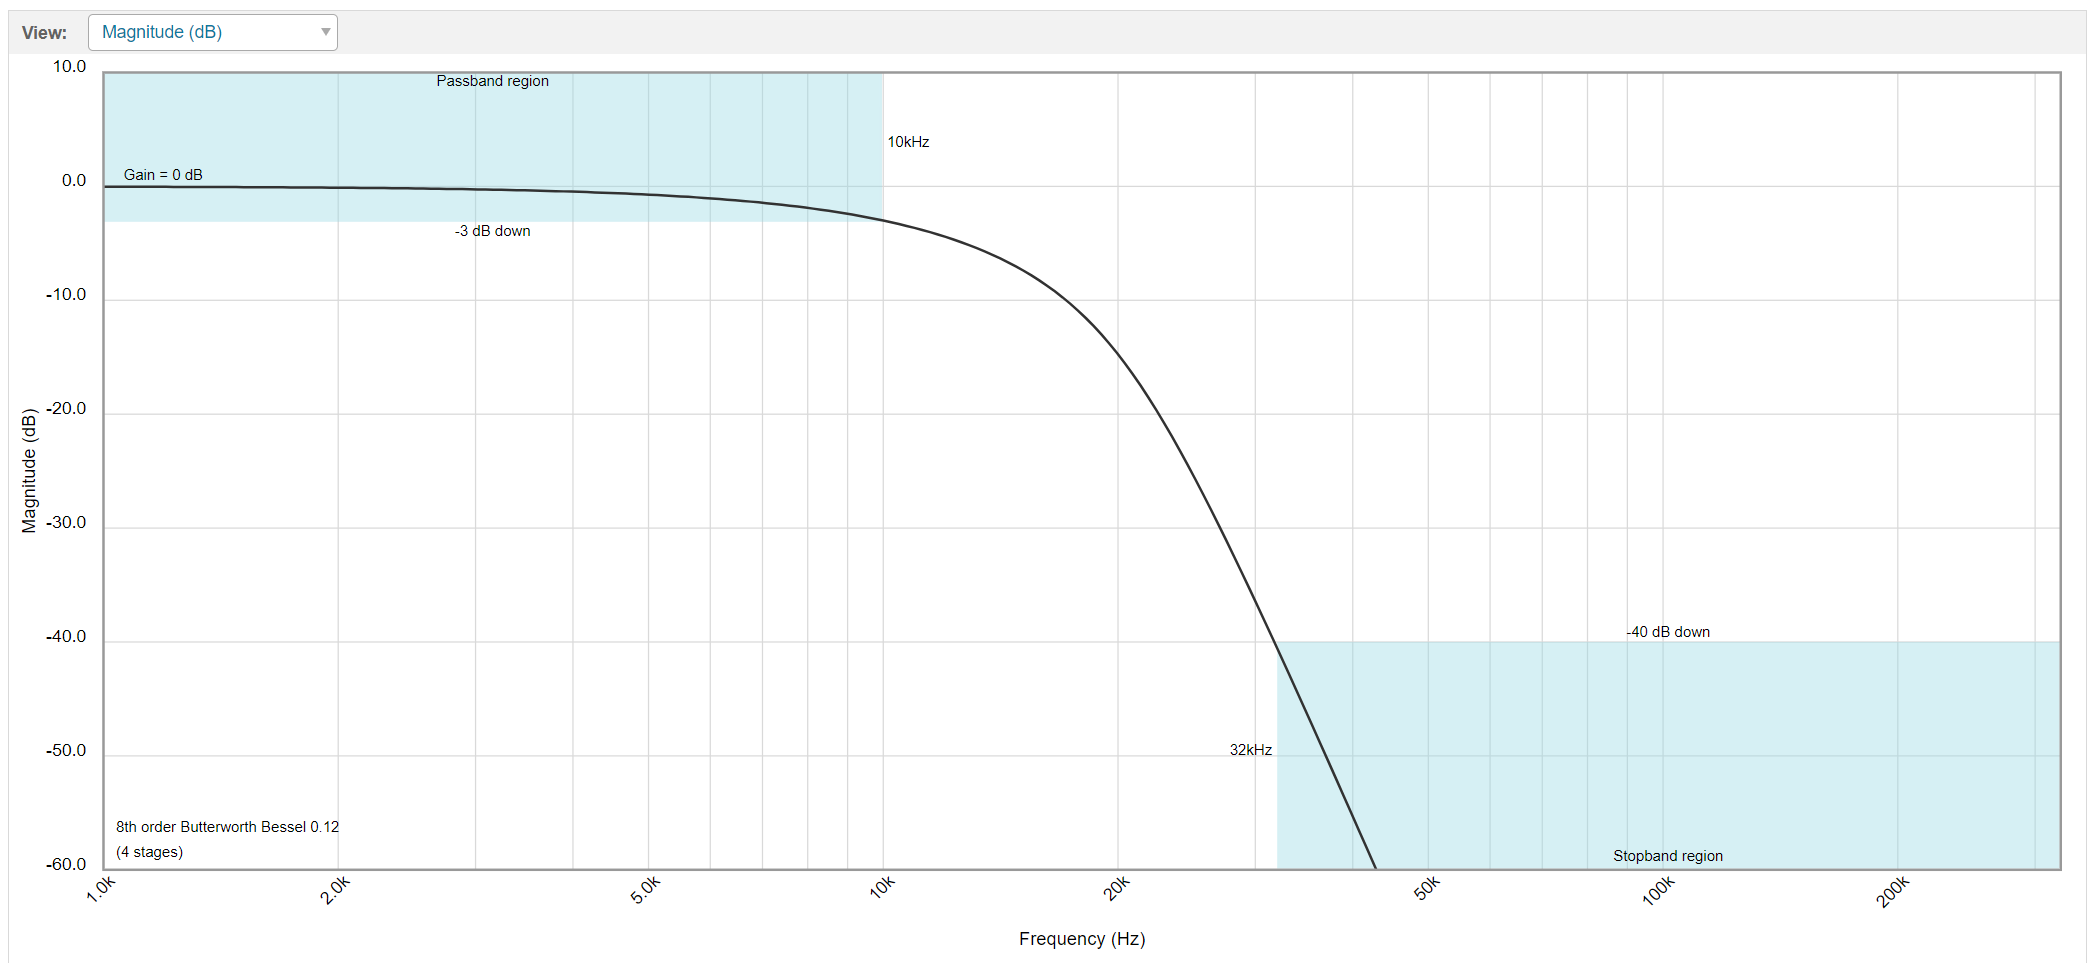 View: Magnitude (dB)
10.0
Passband region
10kHz
Gain = 0 dB
0.0
-3 dB down
-10.0
-20.0
Magnitude (dB)
-30.0
-40 dB down
-40.0
32kHz
-50.0
8th order Butterworth Bessel 0.12
(4 stages)
Stopband region
-60.0
1.0k 2.0k 5.0k 10k 20k 50k 100k 200k
Frequency (Hz)